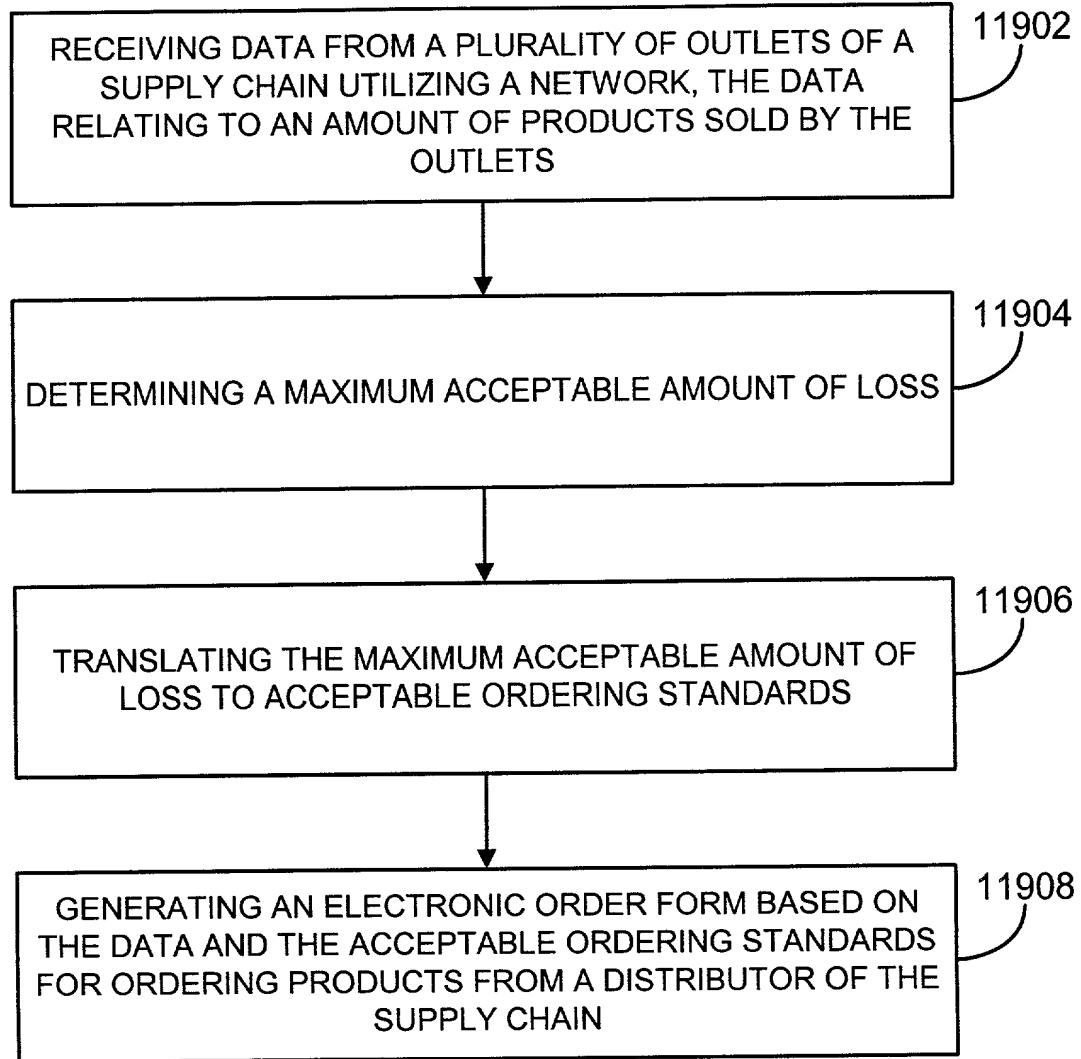 RECEIVING DATA FROM A PLURALITY OF OUTLETS OF A
SUPPLY CHAIN UTILIZING A NETWORK, THE DATA
RELATING TO AN AMOUNT OF PRODUCTS SOLD BY THE
OUTLETS
11902
DETERMINING A MAXIMUM ACCEPTABLE AMOUNT OF LOSS
11904
TRANSLATING THE MAXIMUM ACCEPTABLE AMOUNT OF
LOSS TO ACCEPTABLE ORDERING STANDARDS
11906
GENERATING AN ELECTRONIC ORDER FORM BASED ON
THE DATA AND THE ACCEPTABLE ORDERING STANDARDS
FOR ORDERING PRODUCTS FROM A DISTRIBUTOR OF THE
SUPPLY CHAIN
11908